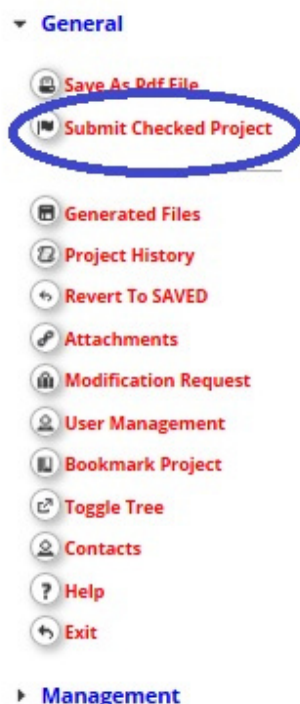 General
Save As Pdf File
Submit Checked Project
Generated Files
Project History
Revert To SAVED
Attachments
Modification Request
User Management
Bookmark Project
Toggle Tree
Contacts
? Help
Exit
Management